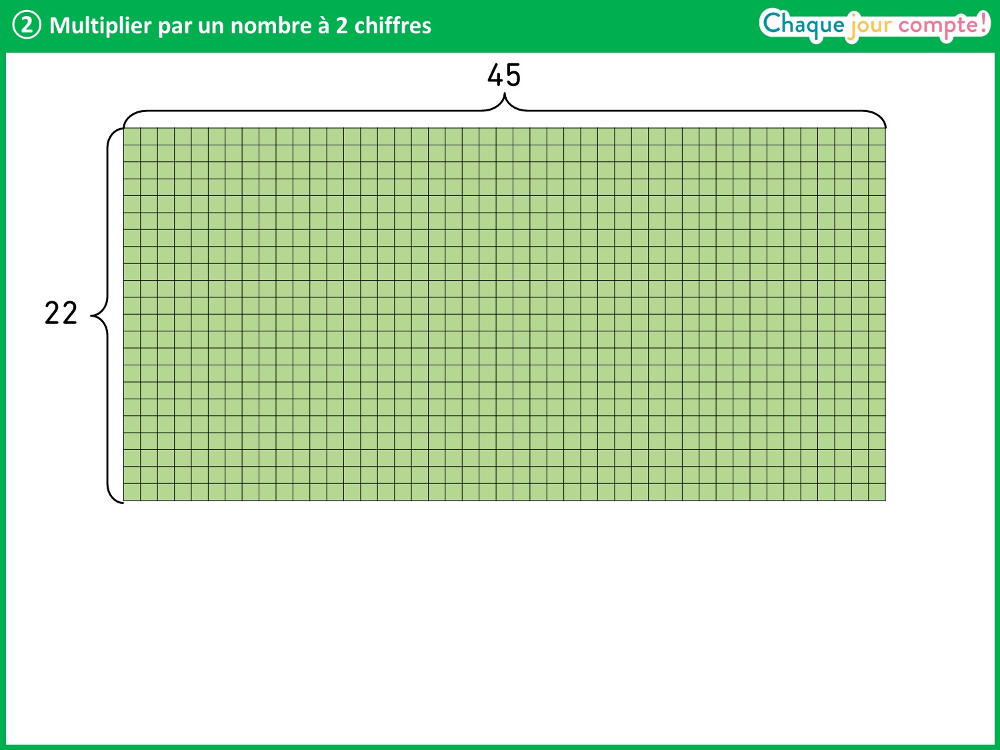 ② Multiplier par un nombre à 2 chiffres
Chaque jour compte!
45
22